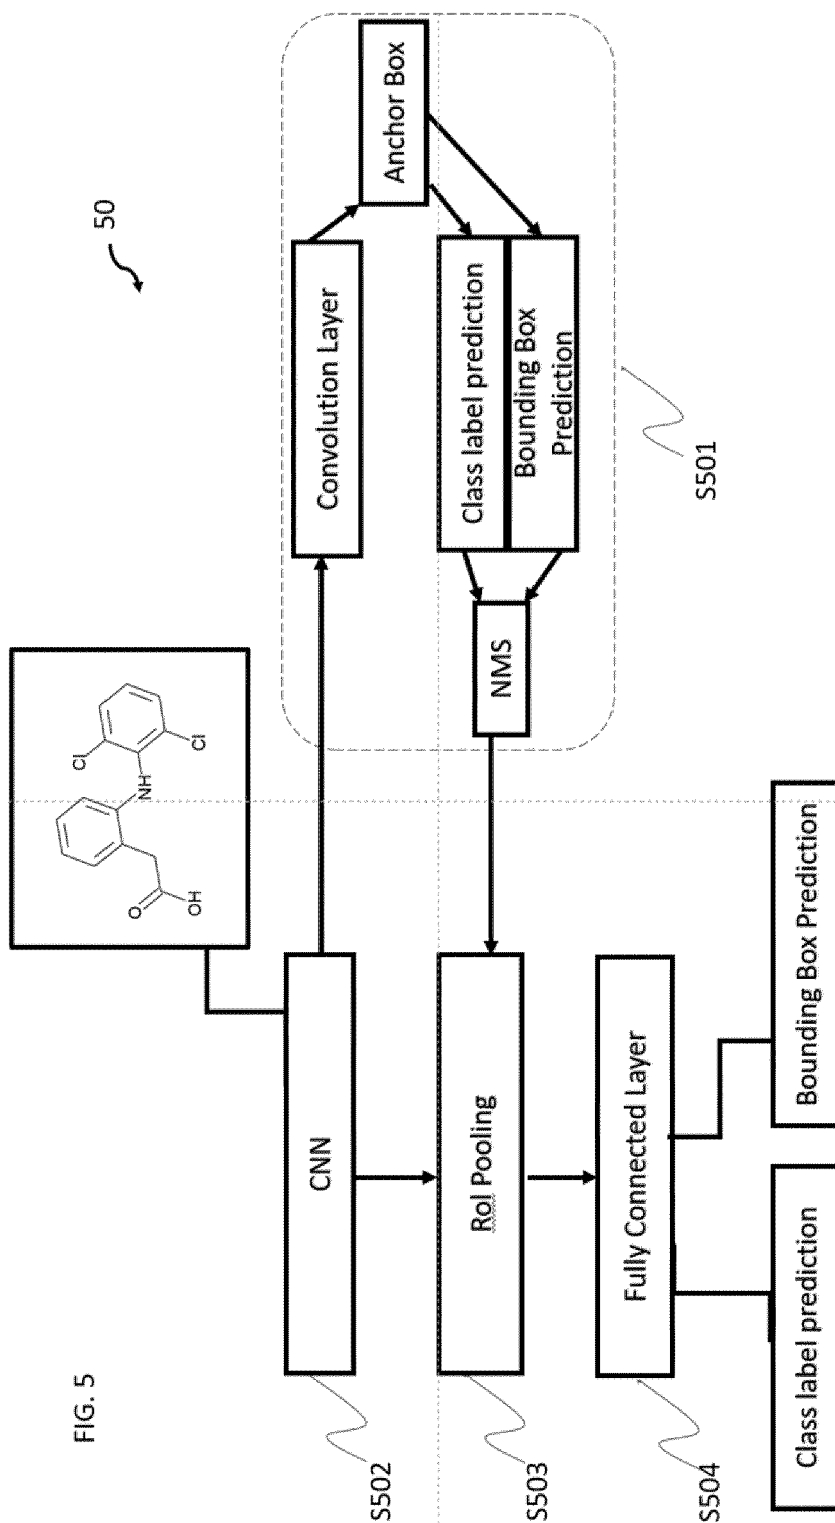 FIG. 5
50
Cl
NH
Cl
O
OH
CNN
Convolution Layer
Anchor Box
Class label prediction
Bounding Box
Prediction
NMS
S501
S502
RoI Pooling
S503
Fully Connected Layer
S504
Class label prediction
Bounding Box Prediction